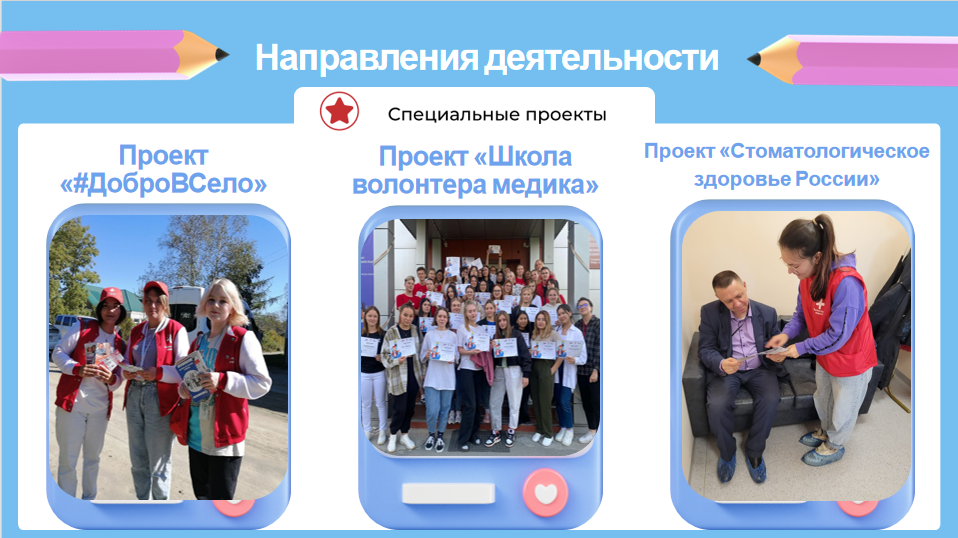 Направления деятельности
Специальные проекты
Проект
«#ДоброВСело»
Проект «Школа
волонтера медика»
Проект «Стоматологическое
здоровье России»